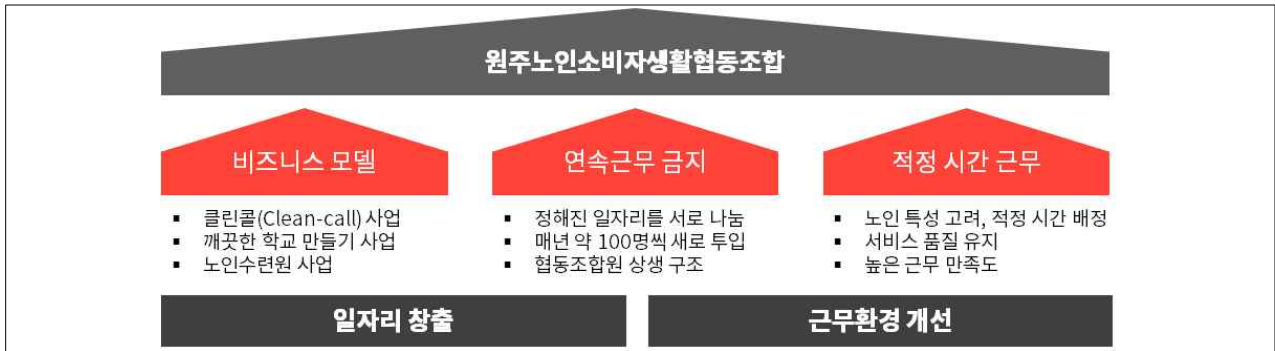 원주노인소비자생활협동조합
비즈니스 모델
▪ 클린콜(Clean-call) 사업
▪ 깨끗한 학교 만들기 사업
▪ 노인수련원 사업
연속근무 금지
▪ 정해진 일자리를 서로 나눔
▪ 매년 약 100명씩 새로 투입
▪ 협동조합원 상생 구조
적정 시간 근무
▪ 노인 특성 고려, 적정 시간 배정
▪ 서비스 품질 유지
▪ 높은 근무 만족도
일자리 창출
근무환경 개선